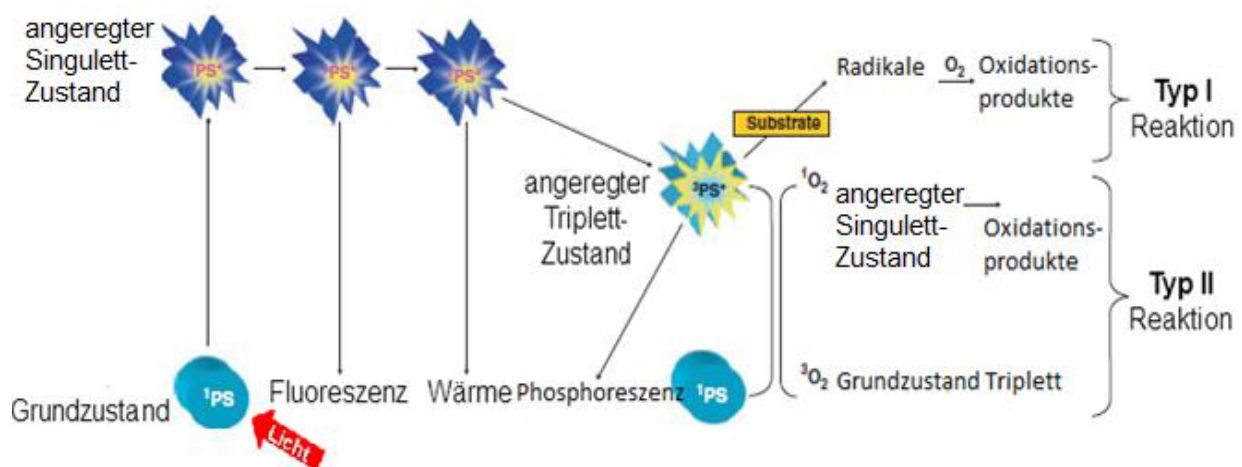 angeregter
Singulett-
Zustand
¹PS*
¹PS*
¹PS*
Radikale
O₂
Oxidations-
produkte
Typ I
Reaktion
Substrate
angeregter
Triplett-
Zustand
³PS*
¹O₂
angeregter
Singulett-
Zustand
Oxidations-
produkte
Typ II
Reaktion
Grundzustand
¹PS
Licht
Fluoreszenz
Wärme
Phosphoreszenz
¹PS
³O₂ Grundzustand Triplett